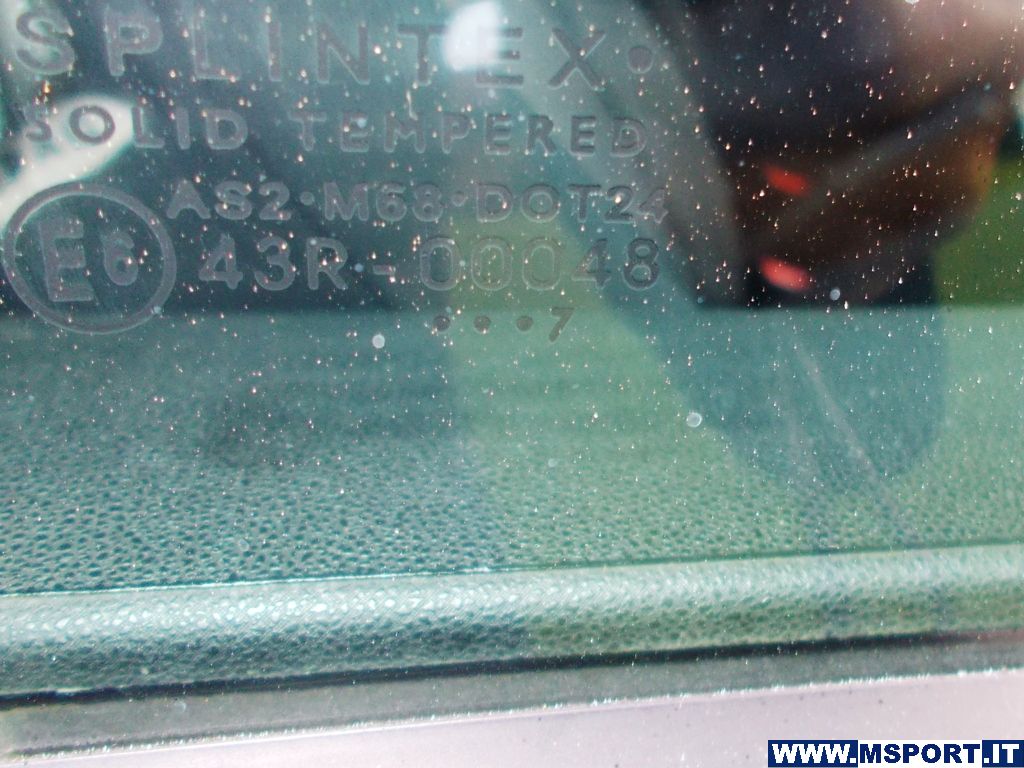 SPLINTEX•
SOLID TEMPERED
AS2•M68•DOT24
E6 43R-00048
•••7
WWW.MSPORT.IT